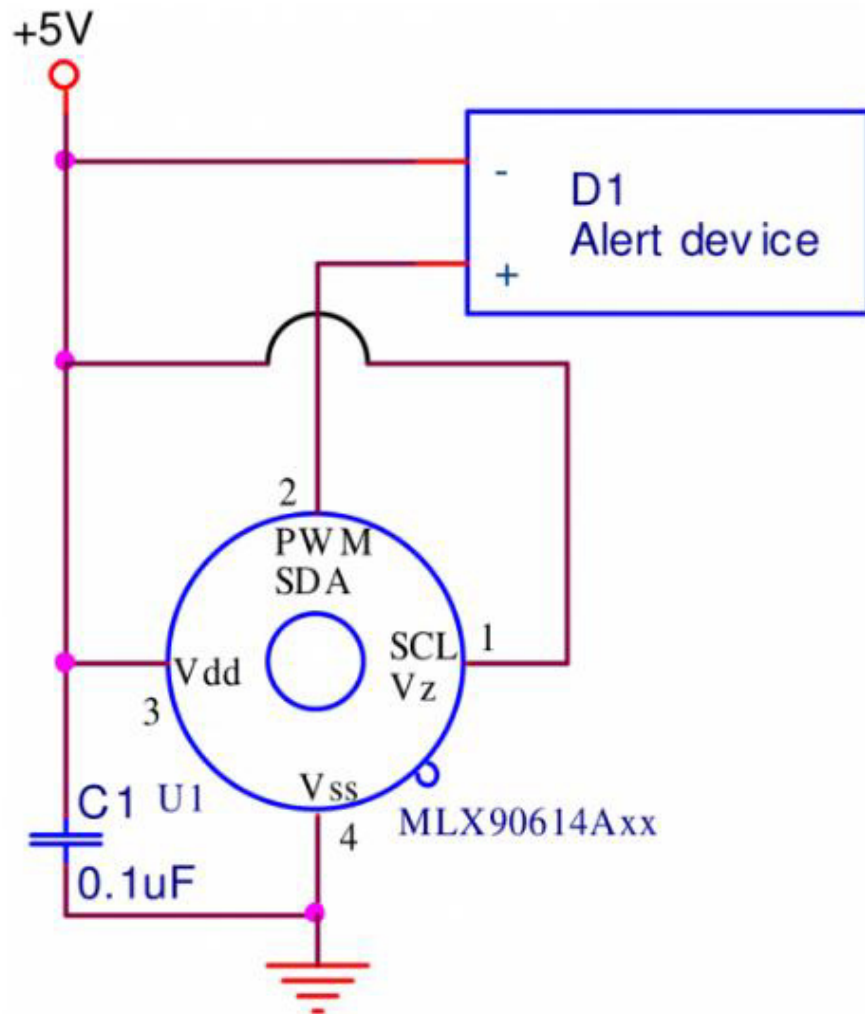 +5V
-
D1
Alert device
+
2
PWM
SDA
SCL
1
Vz
Vdd
3
Vss
C1
U1
4
MLX90614Axx
0.1uF